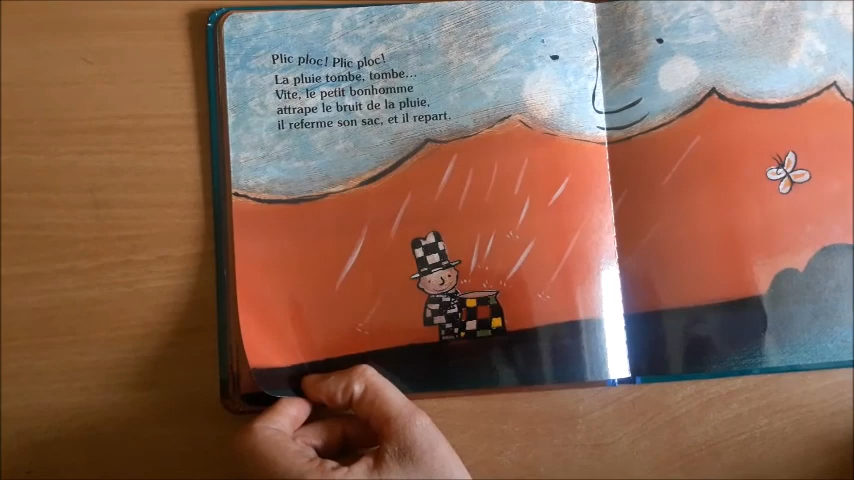 Plic ploc! Plic ploc!
La pluie tombe, tombe...
Vite, le petit bonhomme
attrape le bruit de la pluie,
il referme son sac, et il repart.